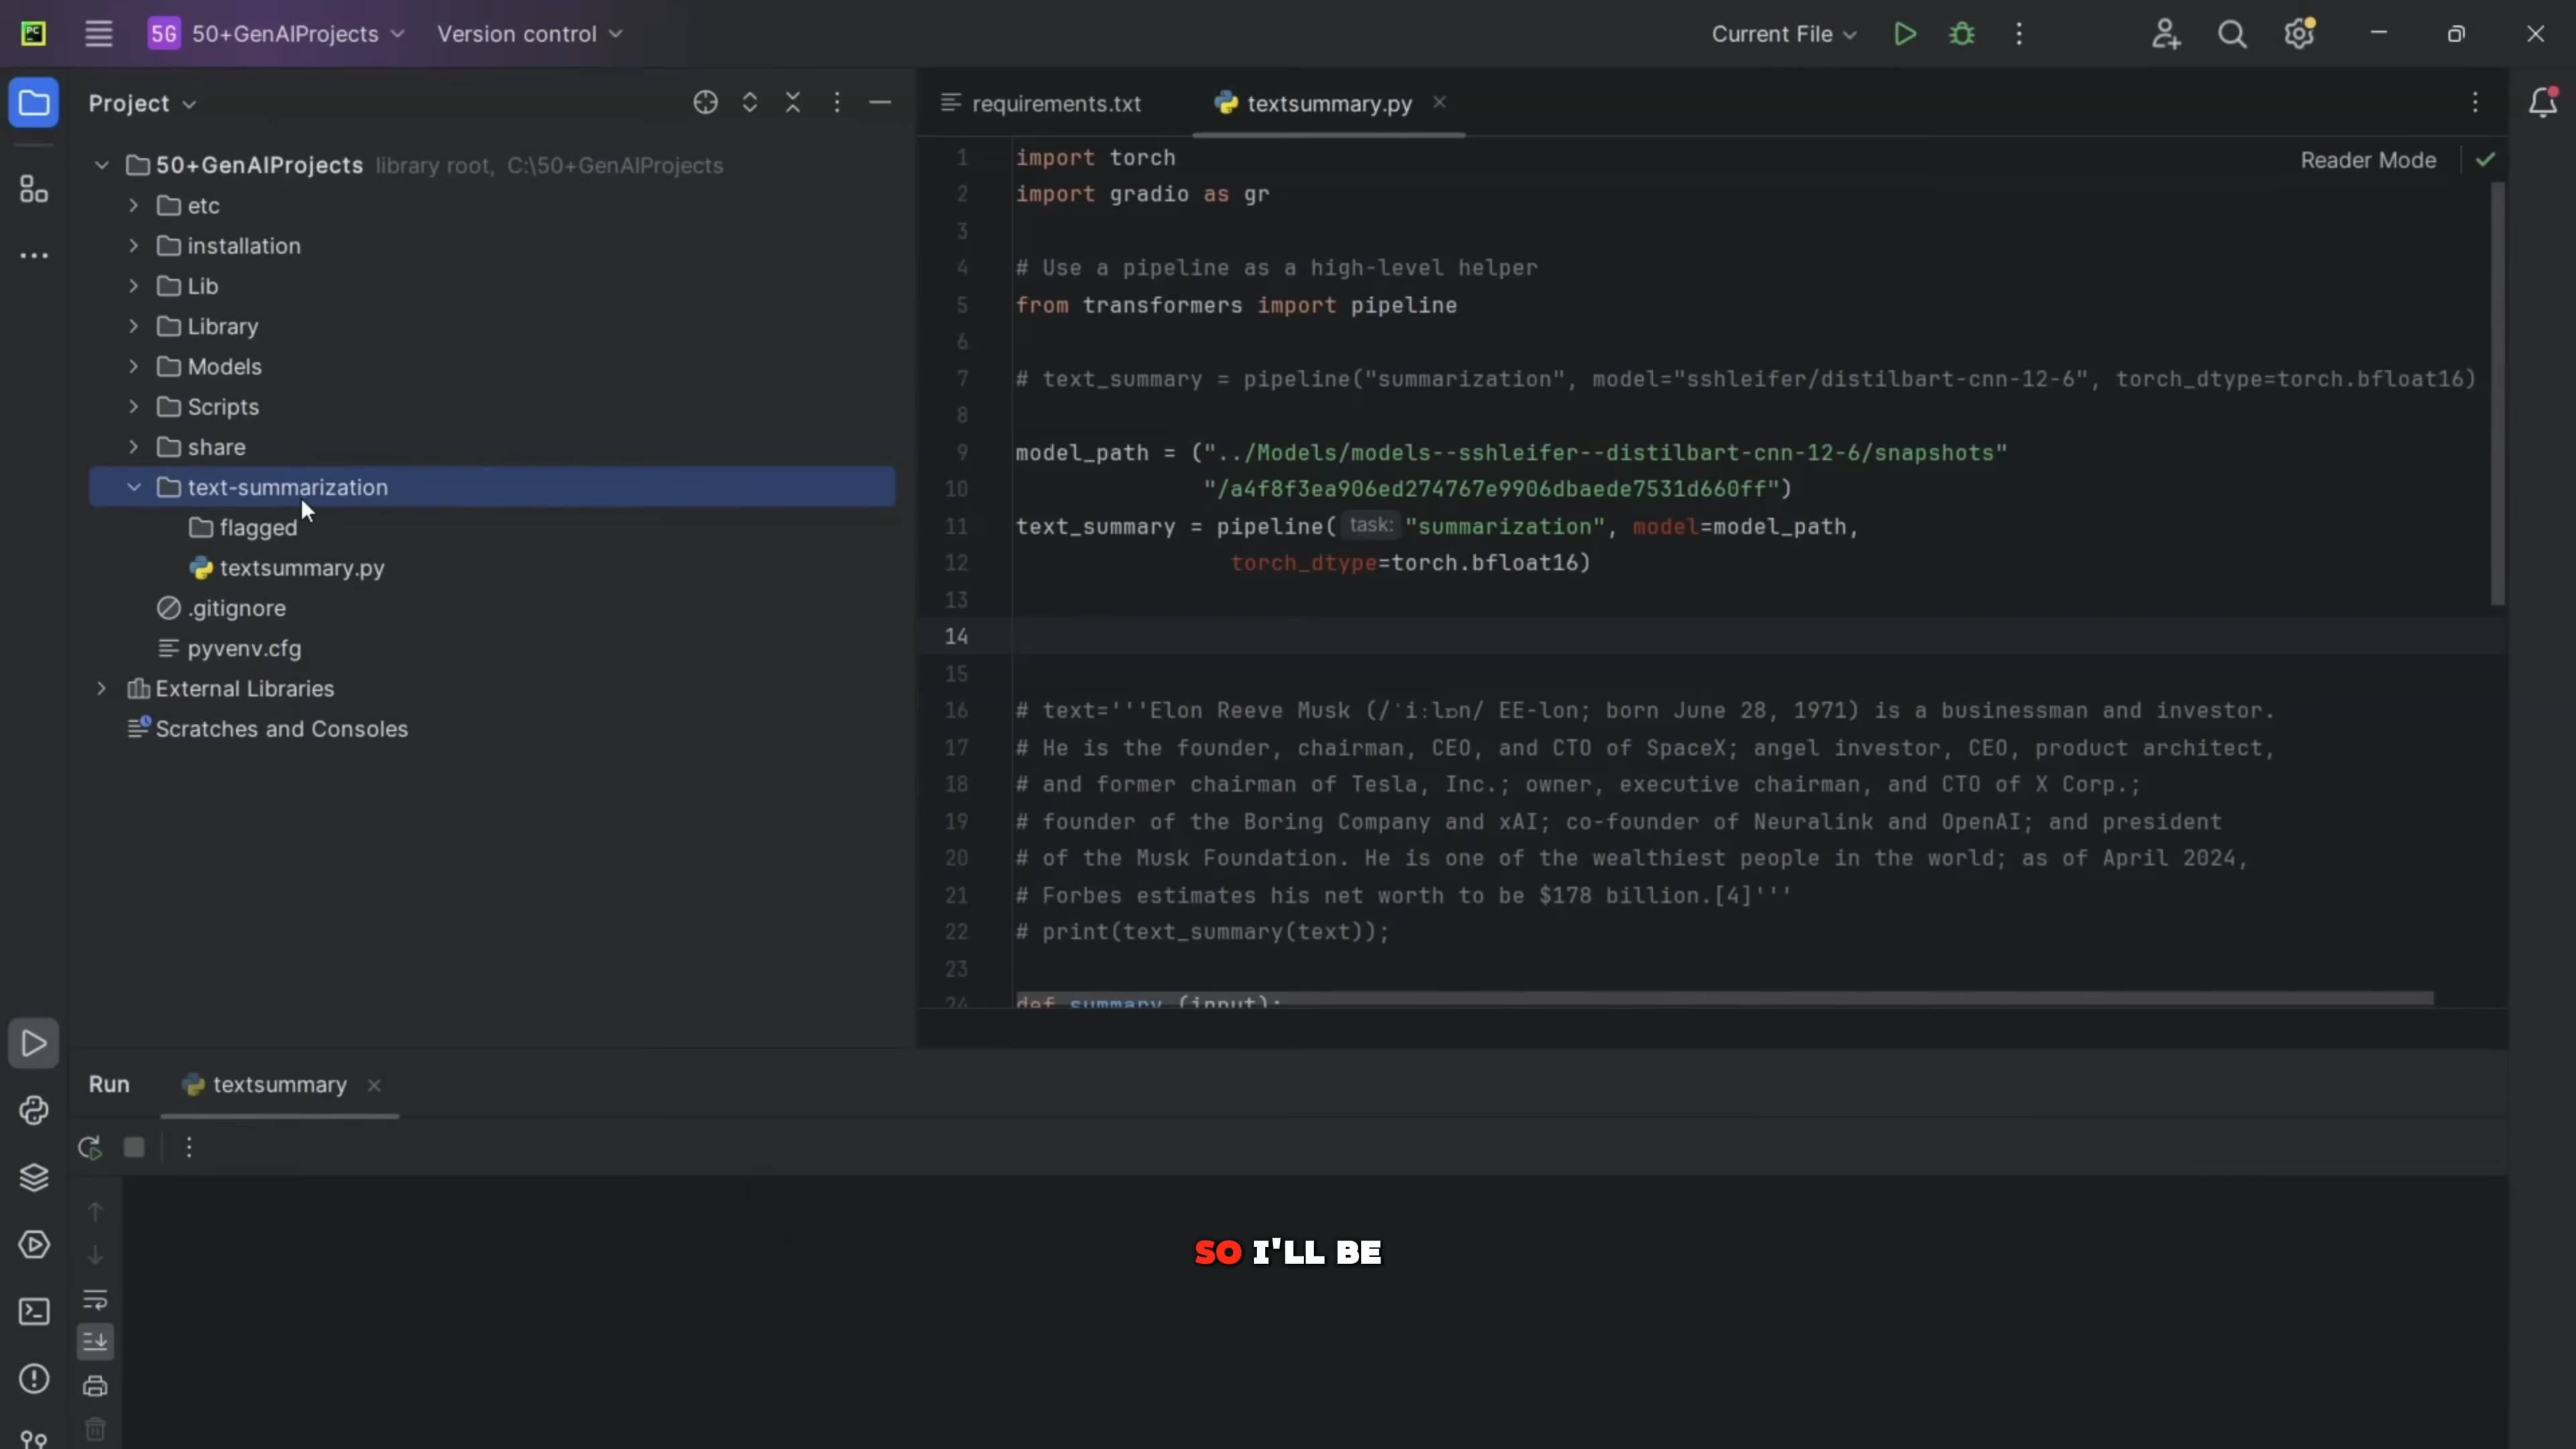 PC 5G 50+GenAIProjects Version control Current File
Project
requirements.txt textsummary.py
Reader Mode
50+GenAIProjects library root, C:\50+GenAIProjects
etc
installation
Lib
Library
Models
Scripts
share
text-summarization
flagged
textsummary.py
.gitignore
pyvenv.cfg
External Libraries
Scratches and Consoles
1 import torch
2 import gradio as gr
3
4 # Use a pipeline as a high-level helper
5 from transformers import pipeline
6
7 # text_summary = pipeline("summarization", model="sshleifer/distilbart-cnn-12-6", torch_dtype=torch.bfloat16)
8
9 model_path = ("../Models/models--sshleifer--distilbart-cnn-12-6/snapshots"
10 "/a4f8f3ea906ed274767e9906dbaede7531d660ff")
11 text_summary = pipeline( task: "summarization", model=model_path,
12 torch_dtype=torch.bfloat16)
13
14
15
16 # text='''Elon Reeve Musk (/ˈiːlɒn/ EE-lon; born June 28, 1971) is a businessman and investor.
17 # He is the founder, chairman, CEO, and CTO of SpaceX; angel investor, CEO, product architect,
18 # and former chairman of Tesla, Inc.; owner, executive chairman, and CTO of X Corp.;
19 # founder of the Boring Company and xAI; co-founder of Neuralink and OpenAI; and president
20 # of the Musk Foundation. He is one of the wealthiest people in the world; as of April 2024,
21 # Forbes estimates his net worth to be $178 billion.[4]'''
22 # print(text_summary(text));
23
24 def summary (input):
Run textsummary
SO I'LL BE